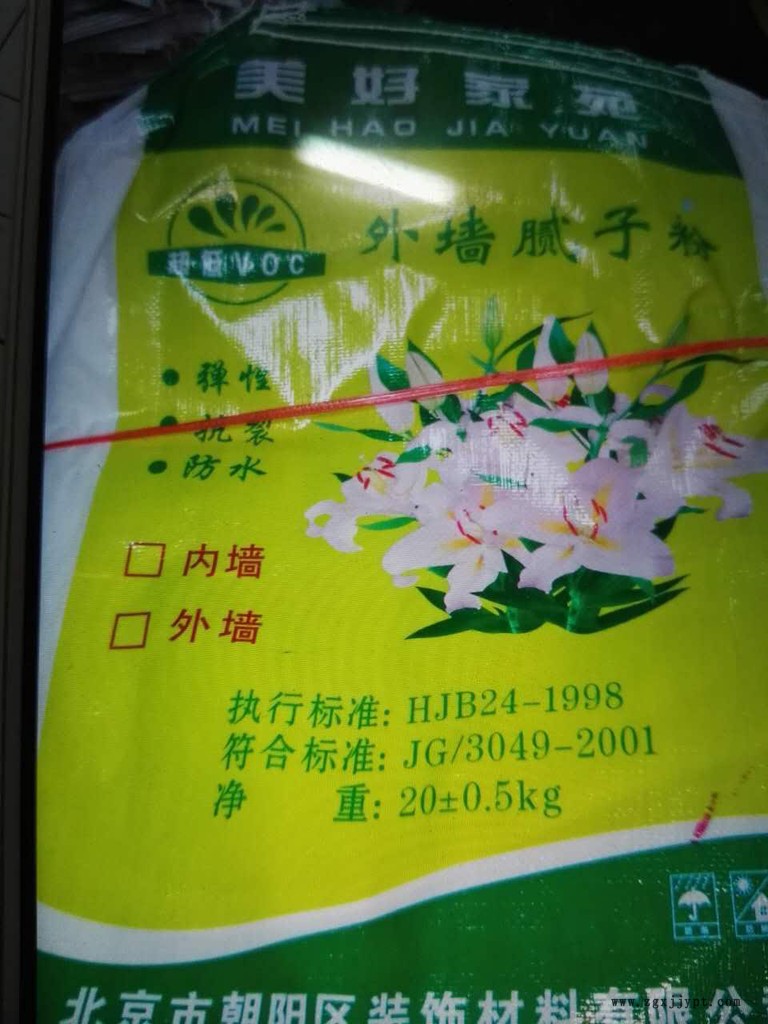 美好家苑
MEI HAO JIA YUAN
VOC
外墙腻子粉
弹性
抗裂
防水
内墙
外墙
执行标准: HJB24-1998
符合标准: JG/3049-2001
净 重: 20±0.5kg
北京市朝阳区装饰材料有限公
www.zgxjjypt.com